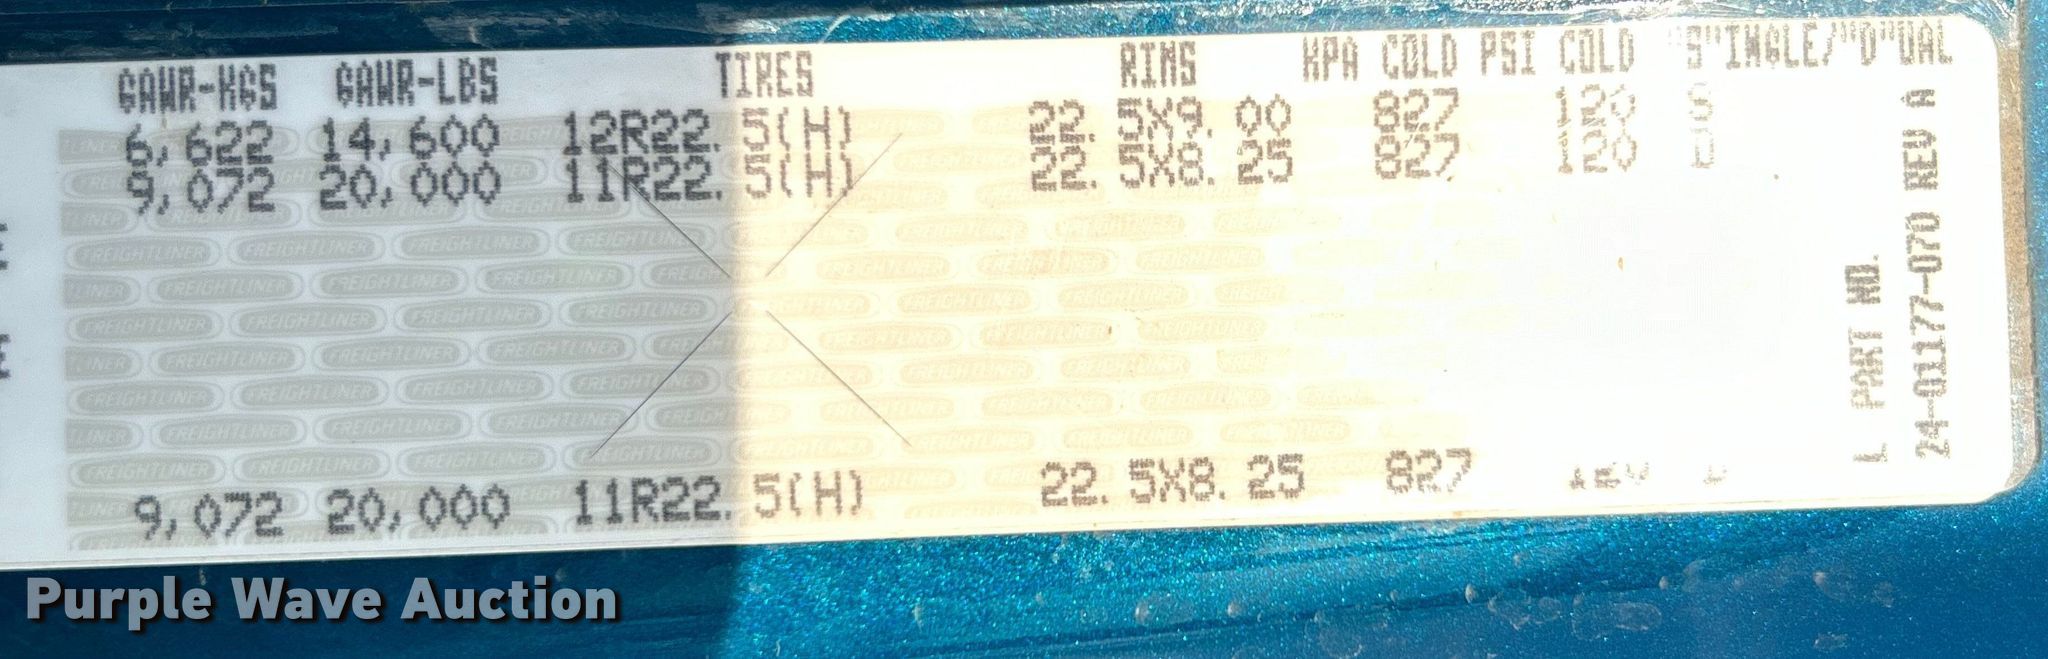 GAWR-KGS GAWR-LBS TIRES RIMS KPA COLD PSI COLD "S"INGLE/"D"UAL
6,622 14,600 12R22.5(H) 22.5X9.00 827 120 S
9,072 20,000 11R22.5(H) 22.5X8.25 827 120 D
9,072 20,000 11R22.5(H) 22.5X8.25 827
FREIGHTLINER
PART NO.
24-01177-070 REV A
Purple Wave Auction